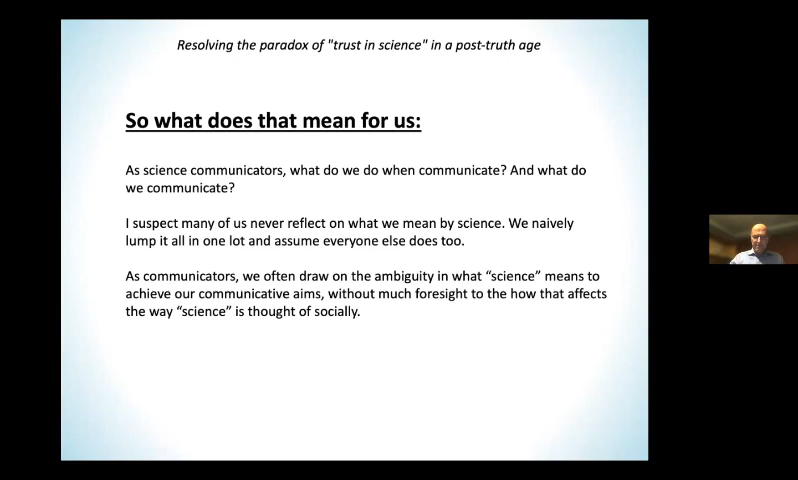 Resolving the paradox of "trust in science" in a post-truth age
So what does that mean for us:
As science communicators, what do we do when communicate? And what do
we communicate?
I suspect many of us never reflect on what we mean by science. We naively
lump it all in one lot and assume everyone else does too.
As communicators, we often draw on the ambiguity in what “science” means to
achieve our communicative aims, without much foresight to the how that affects
the way “science” is thought of socially.